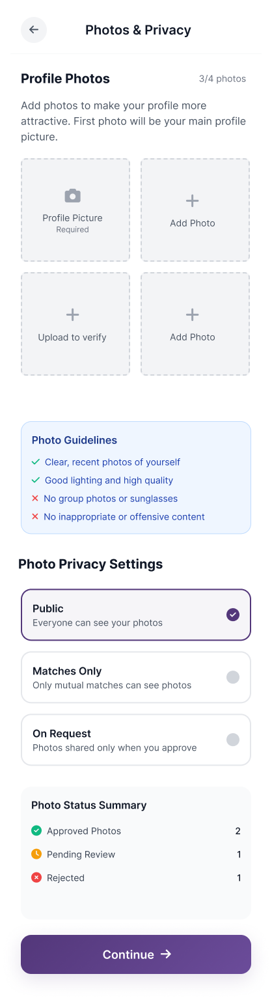 Photos & Privacy
Profile Photos
3/4 photos
Add photos to make your profile more
attractive. First photo will be your main profile
picture.
Profile Picture
Required
Add Photo
Upload to verify
Add Photo
Photo Guidelines
Clear, recent photos of yourself
Good lighting and high quality
No group photos or sunglasses
No inappropriate or offensive content
Photo Privacy Settings
Public
Everyone can see your photos
Matches Only
Only mutual matches can see photos
On Request
Photos shared only when you approve
Photo Status Summary
Approved Photos 2
Pending Review 1
Rejected 1
Continue